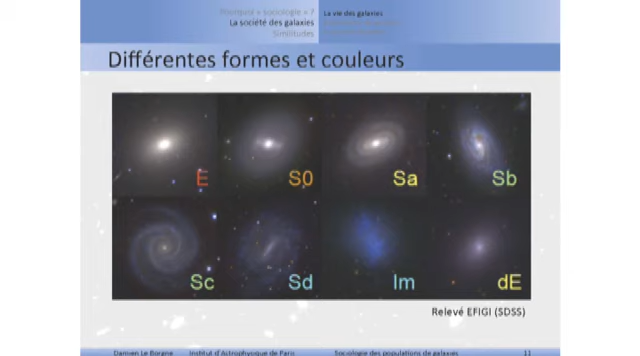 Pourquoi « sociologie » ?
La société des galaxies
Similitudes
La vie des galaxies
Différentes formes et couleurs
E
S0
Sa
Sb
Sc
Sd
Im
dE
Relevé EFIGI (SDSS)
Damien Le Borgne Institut d'Astrophysique de Paris Sociologie des populations de galaxies 11